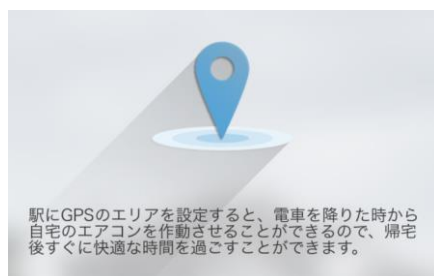 駅にGPSのエリアを設定すると、電車を降りた時から
自宅のエアコンを作動させることができるので、帰宅
後すぐに快適な時間を過ごすことができます。